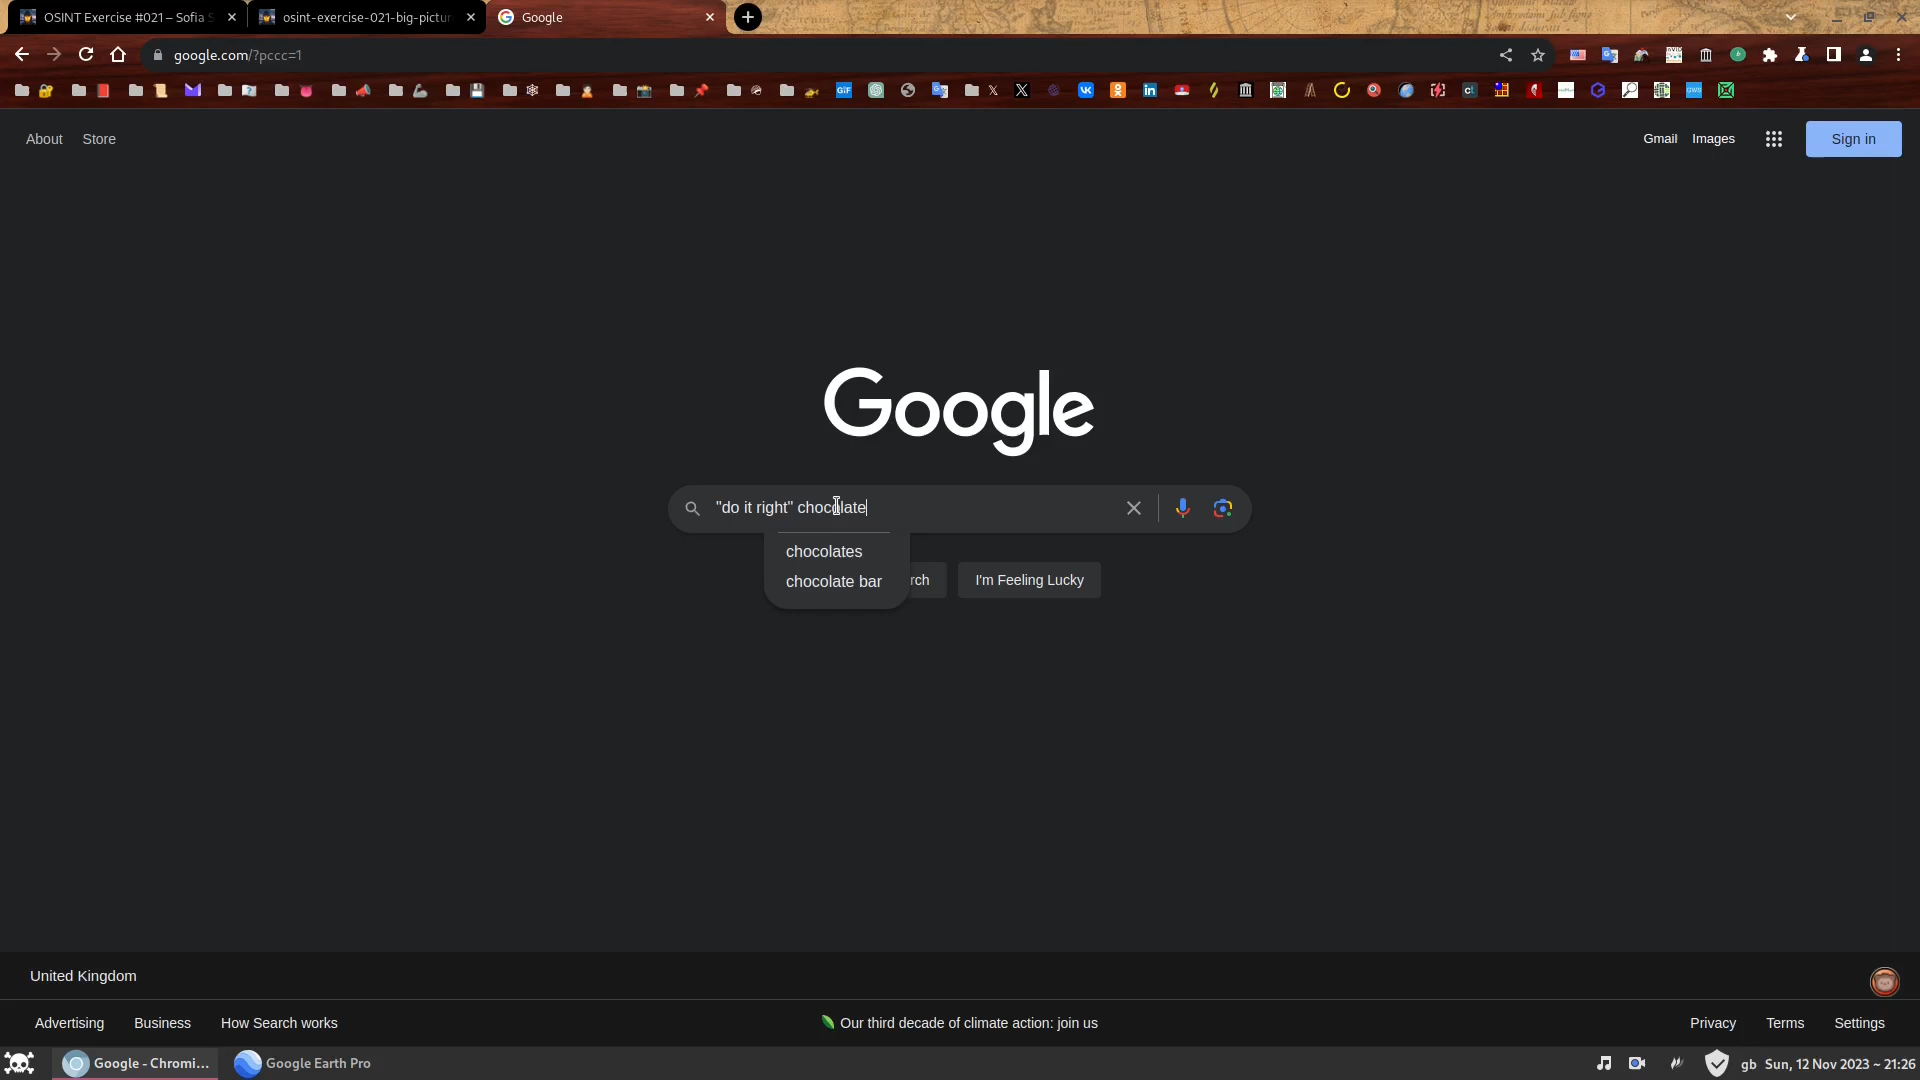 OSINT Exercise #021 – Sofia S
osint-exercise-021-big-pictur
Google
google.com/?pccc=1
About
Store
Gmail
Images
Sign in
Google
"do it right" chocolate
chocolates
chocolate bar
rch
I'm Feeling Lucky
United Kingdom
Advertising
Business
How Search works
Our third decade of climate action: join us
Privacy
Terms
Settings
Google - Chromi...
Google Earth Pro
gb
Sun, 12 Nov 2023 ~ 21:26